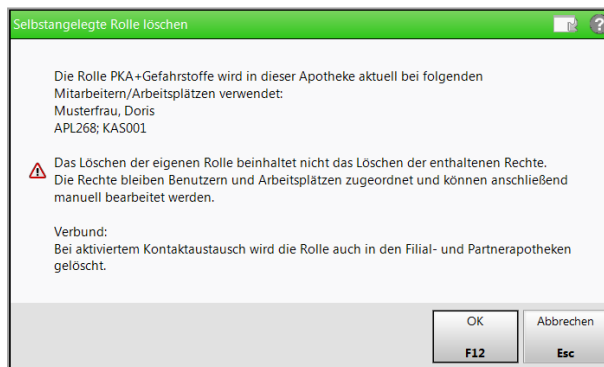 Selbstangelegte Rolle löschen
Die Rolle PKA+Gefahrstoffe wird in dieser Apotheke aktuell bei folgenden
Mitarbeitern/Arbeitsplätzen verwendet:
Musterfrau, Doris
APL268; KAS001
Das Löschen der eigenen Rolle beinhaltet nicht das Löschen der enthaltenen Rechte.
Die Rechte bleiben Benutzern und Arbeitsplätzen zugeordnet und können anschließend
manuell bearbeitet werden.
Verbund:
Bei aktiviertem Kontaktaustausch wird die Rolle auch in den Filial- und Partnerapotheken
gelöscht.
OK
F12
Abbrechen
Esc